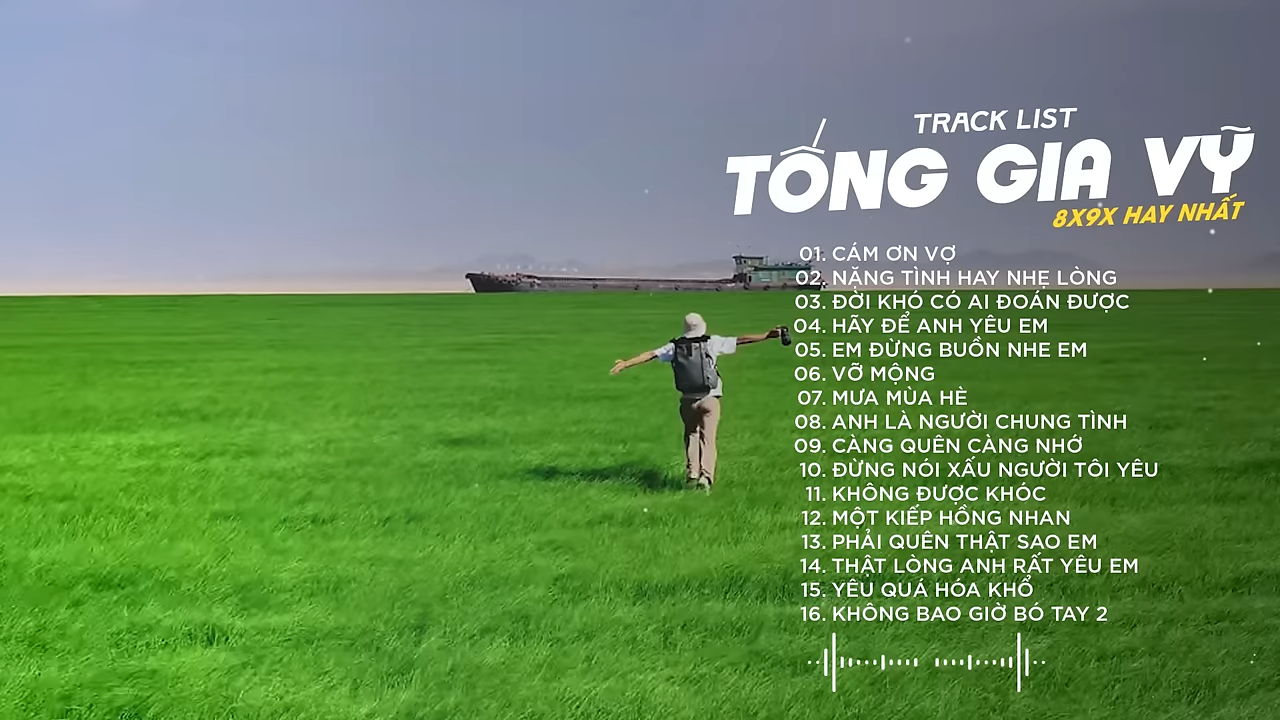 TRACK LIST
TỐNG GIA VỸ
8X9X HAY NHẤT
01. CÁM ƠN VỢ
02. NẶNG TÌNH HAY NHẸ LÒNG
03. ĐỜI KHÓ CÓ AI ĐOÁN ĐƯỢC
04. HÃY ĐỂ ANH YÊU EM
05. EM ĐỪNG BUỒN NHE EM
06. VỠ MỘNG
07. MƯA MÙA HÈ
08. ANH LÀ NGƯỜI CHUNG TÌNH
09. CÀNG QUÊN CÀNG NHỚ
10. ĐỪNG NÓI XẤU NGƯỜI TÔI YÊU
11. KHÔNG ĐƯỢC KHÓC
12. MỘT KIẾP HỒNG NHAN
13. PHẢI QUÊN THẬT SAO EM
14. THẬT LÒNG ANH RẤT YÊU EM
15. YÊU QUÁ HÓA KHỔ
16. KHÔNG BAO GIỜ BÓ TAY 2